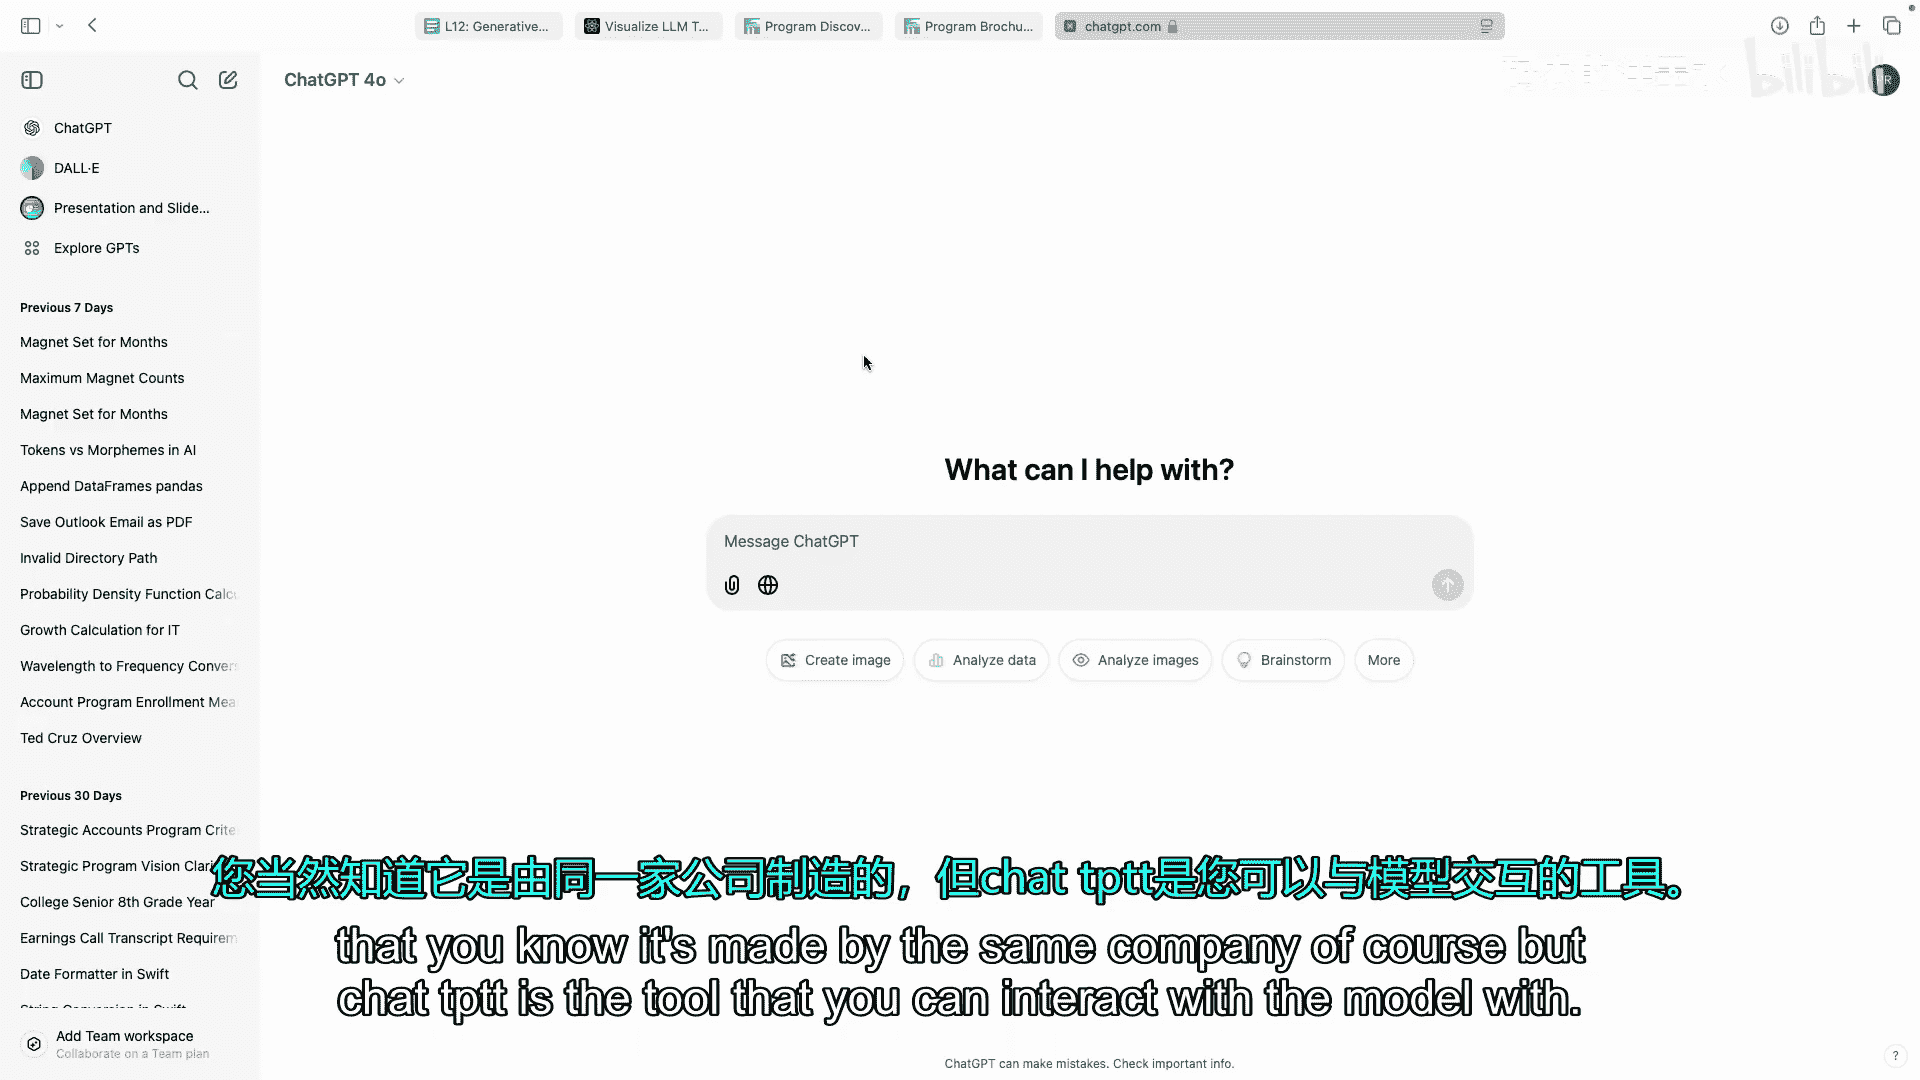 L12: Generative...
Visualize LLM T...
Program Discov...
Program Brochu...
chatgpt.com
ChatGPT 4o
bilibili
R
ChatGPT
DALL·E
Presentation and Slide...
Explore GPTs
Previous 7 Days
Magnet Set for Months
Maximum Magnet Counts
Magnet Set for Months
Tokens vs Morphemes in AI
Append DataFrames pandas
Save Outlook Email as PDF
Invalid Directory Path
Probability Density Function Calc
Growth Calculation for IT
Wavelength to Frequency Conver
Account Program Enrollment Mea
Ted Cruz Overview
Previous 30 Days
Strategic Accounts Program Crite
Strategic Program Vision Clari
College Senior 8th Grade Year
Earnings Call Transcript Requirem
Date Formatter in Swift
String Conversion in Swift
Add Team workspace
Collaborate on a Team plan
What can I help with?
Message ChatGPT
Create image
Analyze data
Analyze images
Brainstorm
More
您当然知道它是由同一家公司制造的，但chat tptt是您可以与模型交互的工具。
that you know it's made by the same company of course but
chat tptt is the tool that you can interact with the model with.
ChatGPT can make mistakes. Check important info.
?